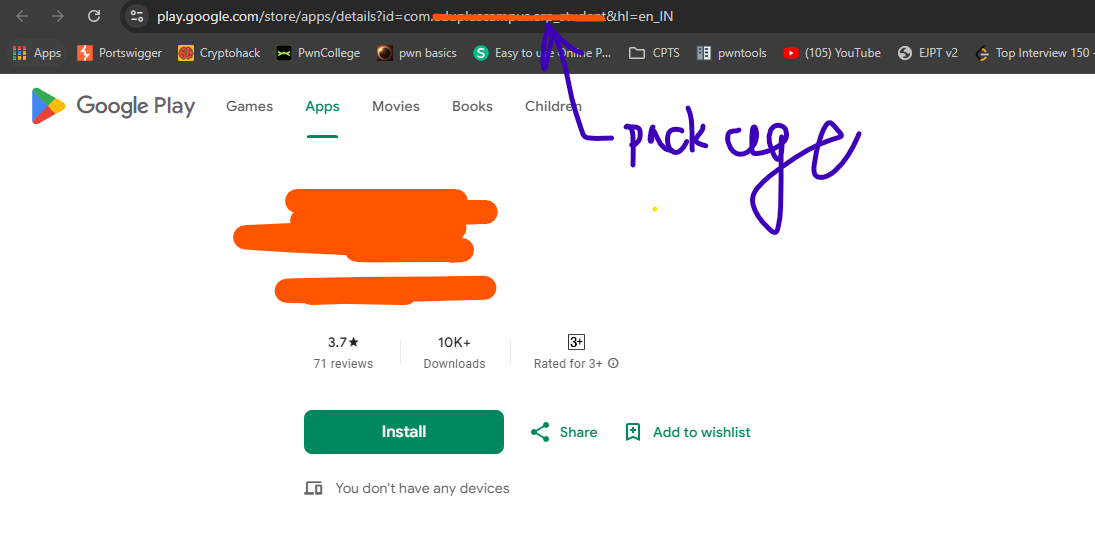 play.google.com/store/apps/details?id=com. &hl=en_IN
Apps Portswigger Cryptohack PwnCollege pwn basics Easy to use Online P... CPTS pwntools (105) YouTube EJPT v2 Top Interview 150 -
Google Play Games Apps Movies Books Children
package
3.7★ 10K+ 3+
71 reviews Downloads Rated for 3+
Install Share Add to wishlist
You don't have any devices